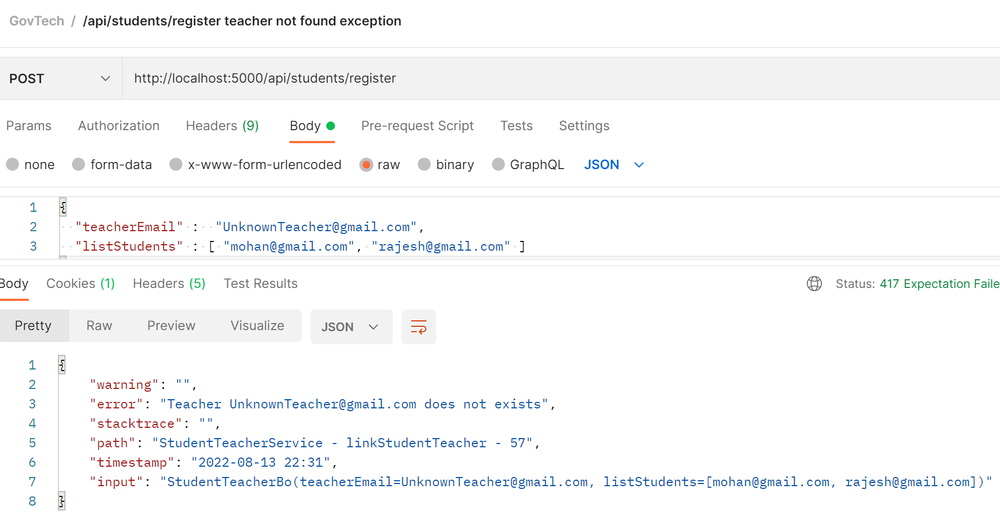 GovTech / /api/students/register teacher not found exception
POST http://localhost:5000/api/students/register
Params Authorization Headers (9) Body Pre-request Script Tests Settings
none form-data x-www-form-urlencoded raw binary GraphQL JSON
1 {
2 "teacherEmail" : "UnknownTeacher@gmail.com",
3 "listStudents" : [ "mohan@gmail.com", "rajesh@gmail.com" ]
Body Cookies (1) Headers (5) Test Results Status: 417 Expectation Faile
Pretty Raw Preview Visualize JSON
1 {
2 "warning": "",
3 "error": "Teacher UnknownTeacher@gmail.com does not exists",
4 "stacktrace": "",
5 "path": "StudentTeacherService - linkStudentTeacher - 57",
6 "timestamp": "2022-08-13 22:31",
7 "input": "StudentTeacherBo(teacherEmail=UnknownTeacher@gmail.com, listStudents=[mohan@gmail.com, rajesh@gmail.com])"
8 }